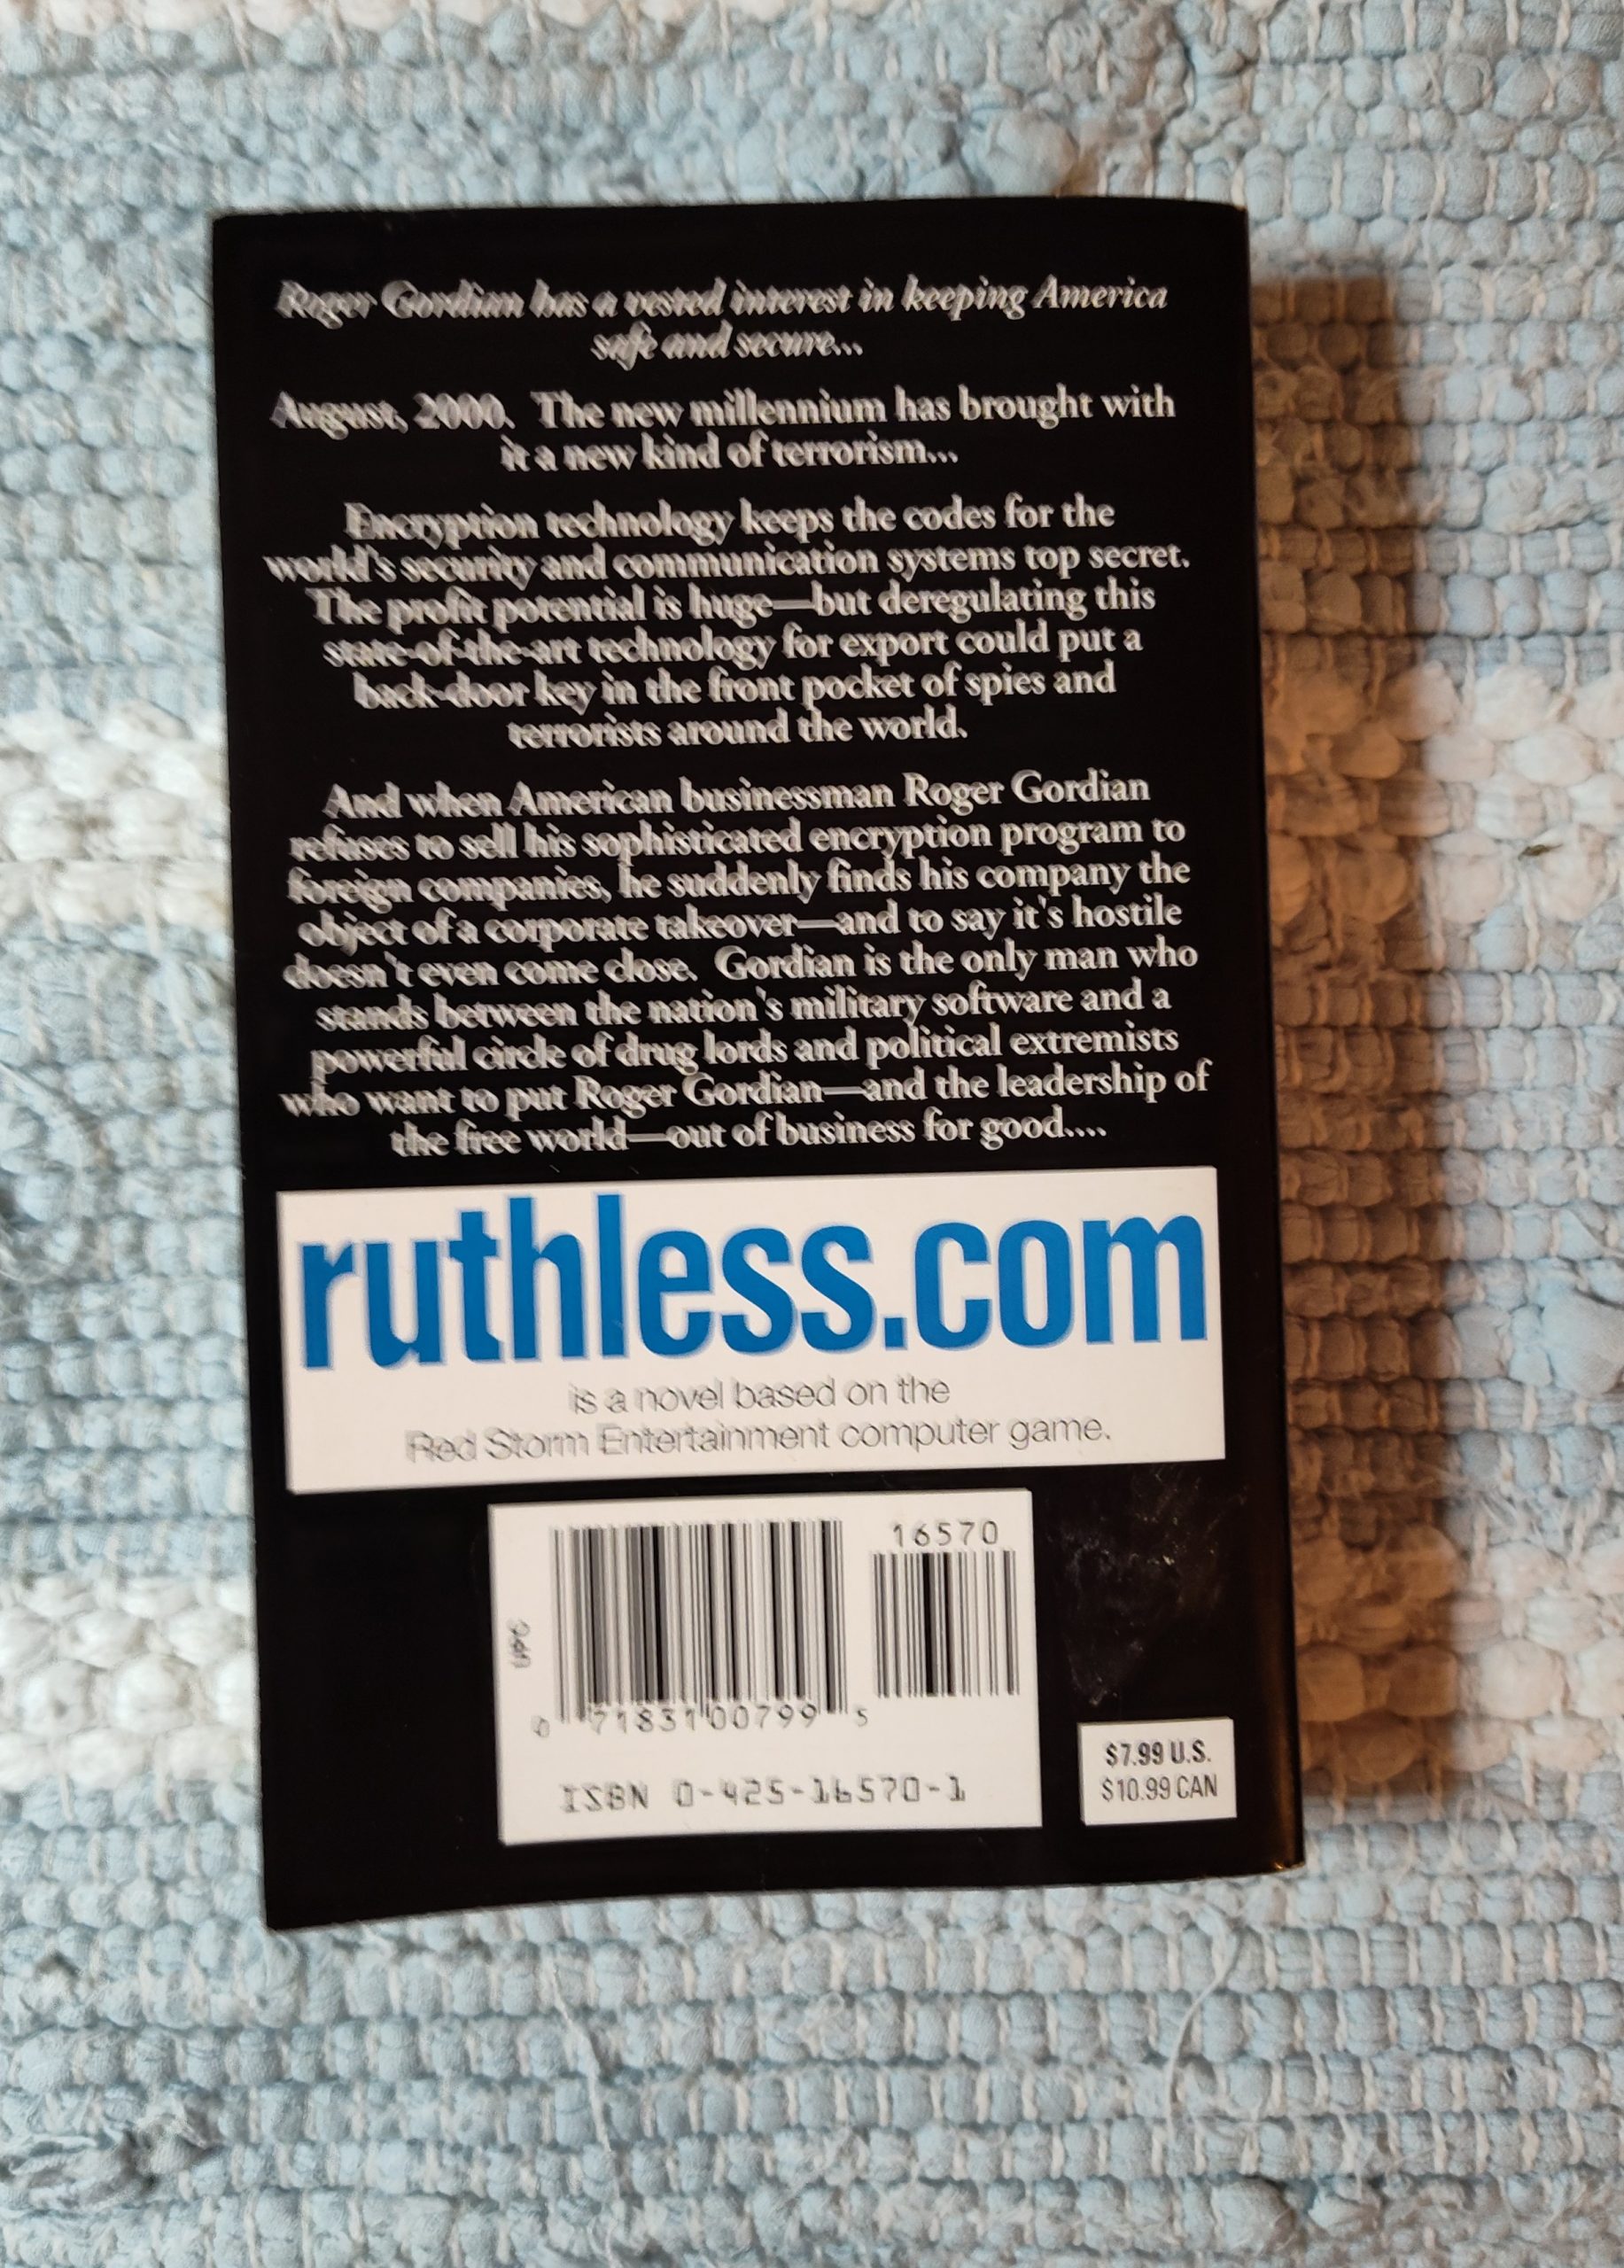 Roger Gordian has a vested interest in keeping America
safe and secure...
August, 2000. The new millennium has brought with
it a new kind of terrorism...
Encryption technology keeps the codes for the
world's security and communication systems top secret.
The profit potential is huge—but deregulating this
state-of-the-art technology for export could put a
back-door key in the front pocket of spies and
terrorists around the world.
And when American businessman Roger Gordian
refuses to sell his sophisticated encryption program to
foreign companies, he suddenly finds his company the
object of a corporate takeover—and to say it's hostile
doesn't even come close. Gordian is the only man who
stands between the nation's military software and a
powerful circle of drug lords and political extremists
who want to put Roger Gordian—and the leadership of
the free world—out of business for good....
ruthless.com
is a novel based on the
Red Storm Entertainment computer game.
16570
0 71831 00799 5
ISBN 0-425-16570-1
$7.99 U.S.
$10.99 CAN